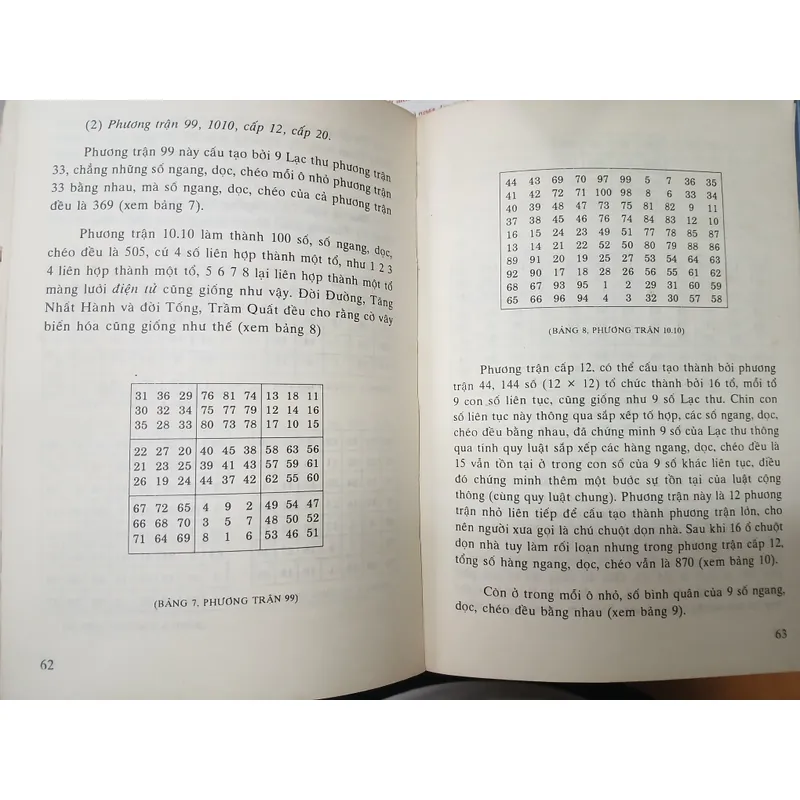 (2) Phương trận 99, 1010, cấp 12, cấp 20.
Phương trận 99 này cấu tạo bởi 9 Lạc thư phương trận
33, chẳng những số ngang, dọc, chéo mỗi ô nhỏ phương trận
33 bằng nhau, mà số ngang, dọc, chéo của cả phương trận
đều là 369 (xem bảng 7).
Phương trận 10.10 làm thành 100 số, số ngang, dọc,
chéo đều là 505, cứ 4 số liên hợp thành một tổ, như 1 2 3
4 liên hợp thành một tổ, 5 6 7 8 lại liên hợp thành một tổ
màng lưới điện tử cũng giống như vậy. Đời Đường, Tăng
Nhất Hành và đời Tống, Trầm Quát đều cho rằng cờ vây
biến hóa cũng giống như thế (xem bảng 8)
31 36 29 76 81 74 13 18 11
30 32 34 75 77 79 12 14 16
35 28 33 80 73 78 17 10 15
22 27 20 40 45 38 58 63 56
21 23 25 39 41 43 57 59 61
26 19 24 44 37 42 62 55 60
67 72 65 4 9 2 49 54 47
66 68 70 3 5 7 48 50 52
71 64 69 8 1 6 53 46 51
(BẢNG 7, PHƯƠNG TRẬN 99)
62
44 43 69 70 97 99 5 7 36 35
41 42 72 71 100 98 8 6 33 34
40 39 48 47 73 75 81 82 9 11
37 38 45 46 76 74 84 83 12 10
16 15 24 23 49 51 77 78 85 87
13 14 21 22 52 50 80 79 88 86
89 91 20 19 25 27 53 54 64 63
92 90 17 18 28 26 56 55 61 62
68 67 93 95 1 2 29 31 60 59
65 66 96 94 4 3 32 30 57 58
(BẢNG 8, PHƯƠNG TRẬN 10.10)
Phương trận cấp 12, có thể cấu tạo thành bởi phương
trận 44, 144 số (12 × 12) tổ chức thành bởi 16 tổ, mỗi tổ
9 con số liên tục, cũng giống như 9 số Lạc thư. Chin con
số liên tục này thông qua sắp xếp tổ hợp, các số ngang, dọc,
chéo đều bằng nhau, đã chứng minh 9 số của Lạc thư thông
qua tính quy luật sắp xếp các hàng ngang, dọc, chéo đều là
15 vẫn tồn tại ở trong con số của 9 số khác liên tục, điều
đó chứng minh thêm một bước sự tồn tại của luật cộng
thông (cùng quy luật chung). Phương trận này là 12 phương
trận nhỏ liên tiếp để cấu tạo thành phương trận lớn, cho
nên người xưa gọi là chú chuột dọn nhà. Sau khi 16 ổ chuột
dọn nhà tuy làm rối loạn nhưng trong phương trận cấp 12,
tổng số hàng ngang, dọc, chéo vẫn là 870 (xem bảng 10).
Còn ở trong mỗi ô nhỏ, số bình quân của 9 số ngang,
dọc, chéo đều bằng nhau (xem bảng 9).
63